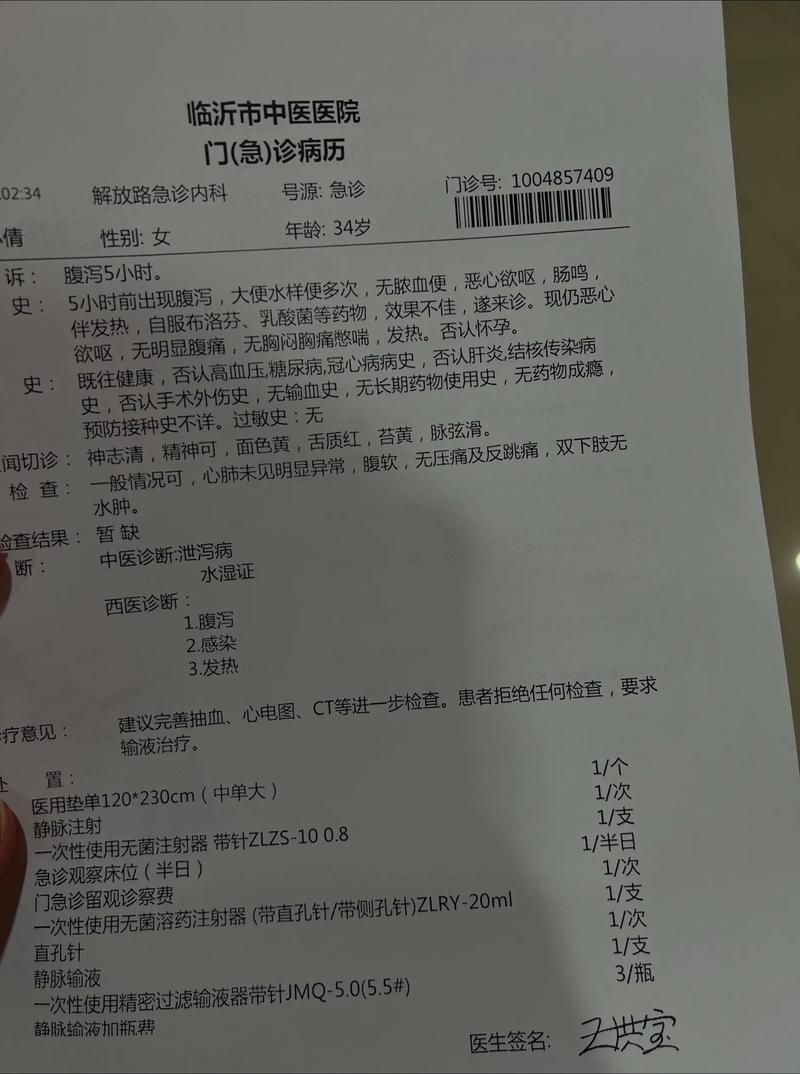 临沂市中医医院
门(急)诊病历
02:34 解放路急诊内科 号源: 急诊 门诊号: 1004857409
倩 性别: 女 年龄: 34岁
诉： 腹泻5小时。
史： 5小时前出现腹泻，大便水样便多次，无脓血便，恶心欲呕，肠鸣，
伴发热，自服布洛芬、乳酸菌等药物，效果不佳，遂来诊。现仍恶心
欲呕，无明显腹痛，无胸闷胸痛憋喘，发热。否认怀孕。
史： 既往健康，否认高血压,糖尿病,冠心病病史，否认肝炎,结核传染病
史，否认手术外伤史，无输血史，无长期药物使用史，无药物成瘾，
预防接种史不详。过敏史：无
闻切诊： 神志清，精神可，面色黄，舌质红，苔黄，脉弦滑。
检 查： 一般情况可，心肺未见明显异常，腹软，无压痛及反跳痛，双下肢无
水肿。
检查结果： 暂 缺
断： 中医诊断:泄泻病
水湿证
西医诊断：
1.腹泻
2.感染
3.发热
疗意见： 建议完善抽血、心电图、CT等进一步检查。患者拒绝任何检查，要求
输液治疗。
处 置：
医用垫单120*230cm（中单大） 1/个
静脉注射 1/次
一次性使用无菌注射器 带针ZLZS-10 0.8 1/支
急诊观察床位（半日） 1/半日
门急诊留观诊察费 1/次
一次性使用无菌溶药注射器 (带直孔针/带侧孔针)ZLRY-20ml 1/支
直孔针
静脉输液 1/次
一次性使用精密过滤输液器带针JMQ-5.0(5.5#) 1/支
静脉输液加瓶费 3/瓶
医生签名: